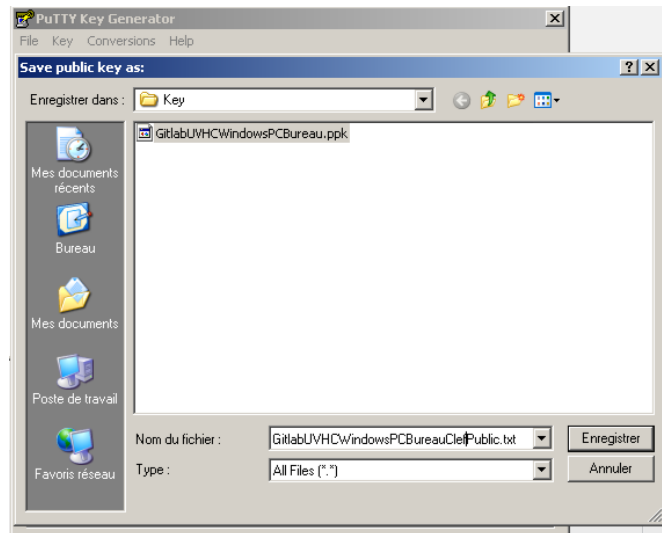 PuTTY Key Generator
File Key Conversions Help
Save public key as:
Enregistrer dans : Key
GitlabUVHCWindowsPCBureau.ppk
Mes documents
récents
Bureau
Mes documents
Poste de travail
Favoris réseau
Nom du fichier : GitlabUVHCWindowsPCBureauClefPublic.txt Enregistrer
Type : All Files (*.*) Annuler